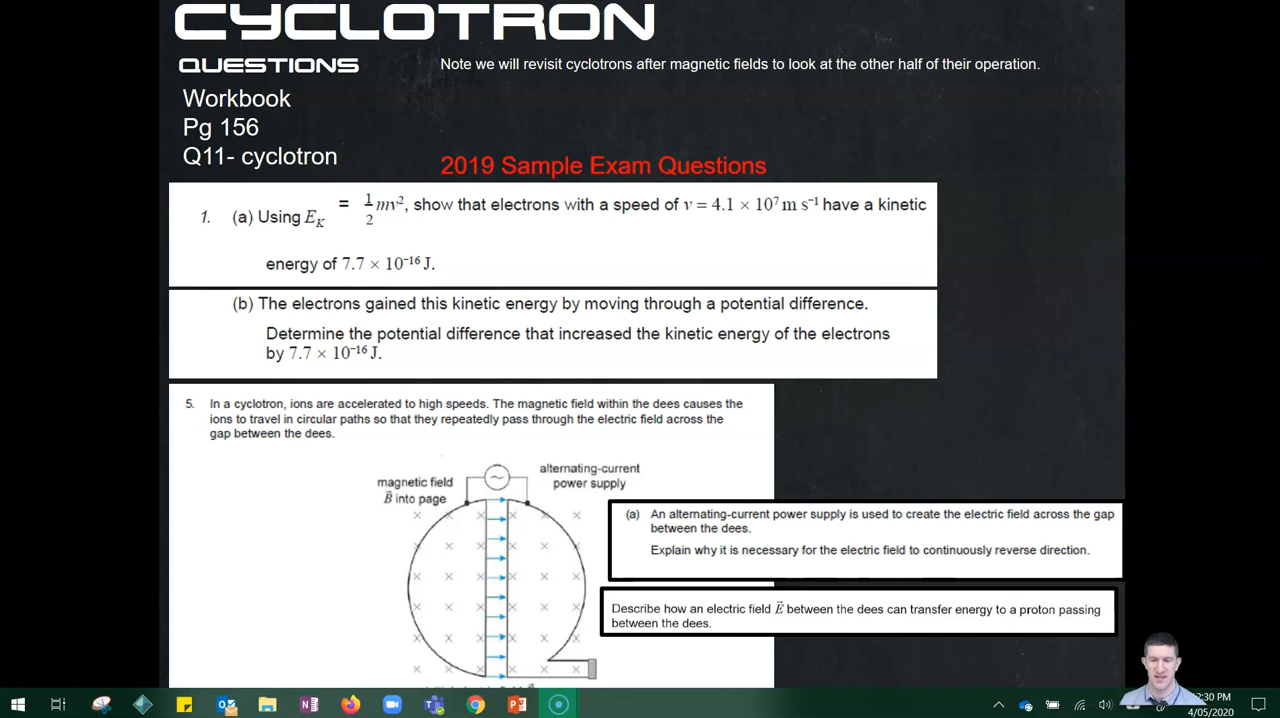 CYCLOTRON
QUESTIONS
Note we will revisit cyclotrons after magnetic fields to look at the other half of their operation.
Workbook
Pg 156
Q11- cyclotron
2019 Sample Exam Questions
1. (a) Using E_K = 1/2 mv², show that electrons with a speed of v = 4.1 × 10⁷ m s⁻¹ have a kinetic
energy of 7.7 × 10⁻¹⁶ J.
(b) The electrons gained this kinetic energy by moving through a potential difference.
Determine the potential difference that increased the kinetic energy of the electrons
by 7.7 × 10⁻¹⁶ J.
5. In a cyclotron, ions are accelerated to high speeds. The magnetic field within the dees causes the
ions to travel in circular paths so that they repeatedly pass through the electric field across the
gap between the dees.
magnetic field
B⃗ into page
alternating-current
power supply
(a) An alternating-current power supply is used to create the electric field across the gap
between the dees.
Explain why it is necessary for the electric field to continuously reverse direction.
Describe how an electric field E⃗ between the dees can transfer energy to a proton passing
between the dees.
:30 PM
4/05/2020